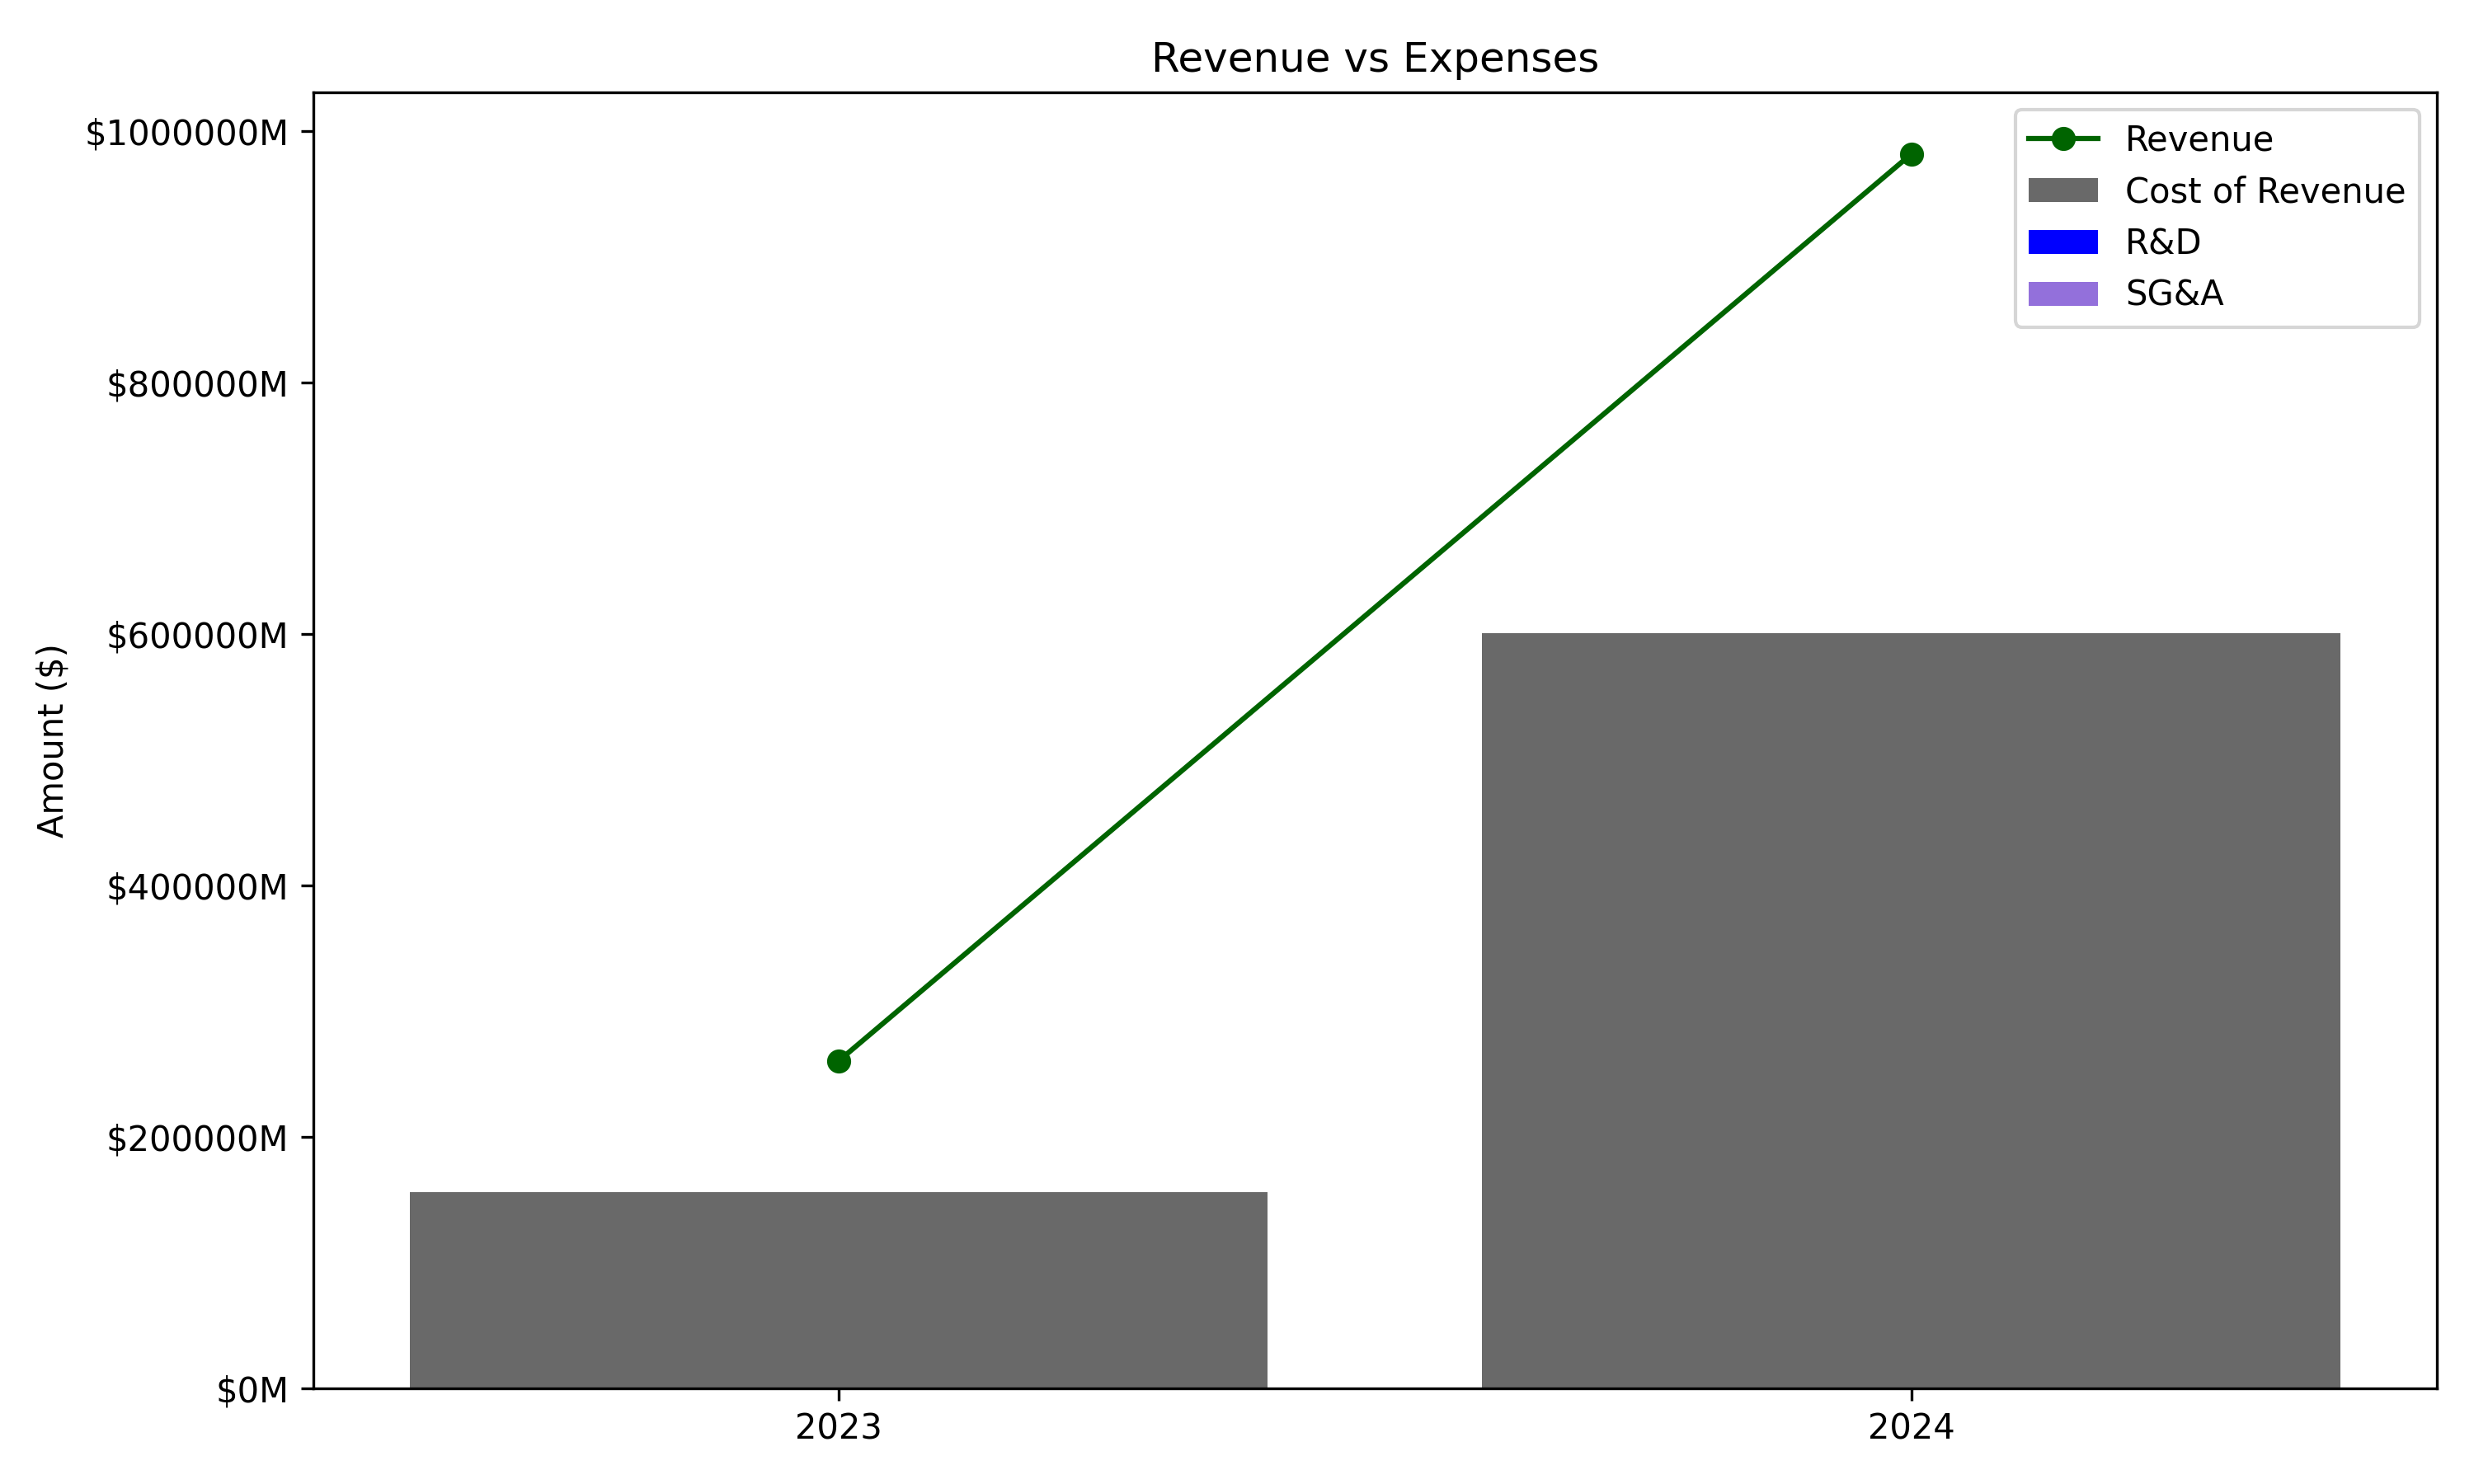 Revenue vs Expenses
$1000000M
$800000M
$600000M
$400000M
$200000M
$0M
Amount ($)
2023
2024
Revenue
Cost of Revenue
R&D
SG&A